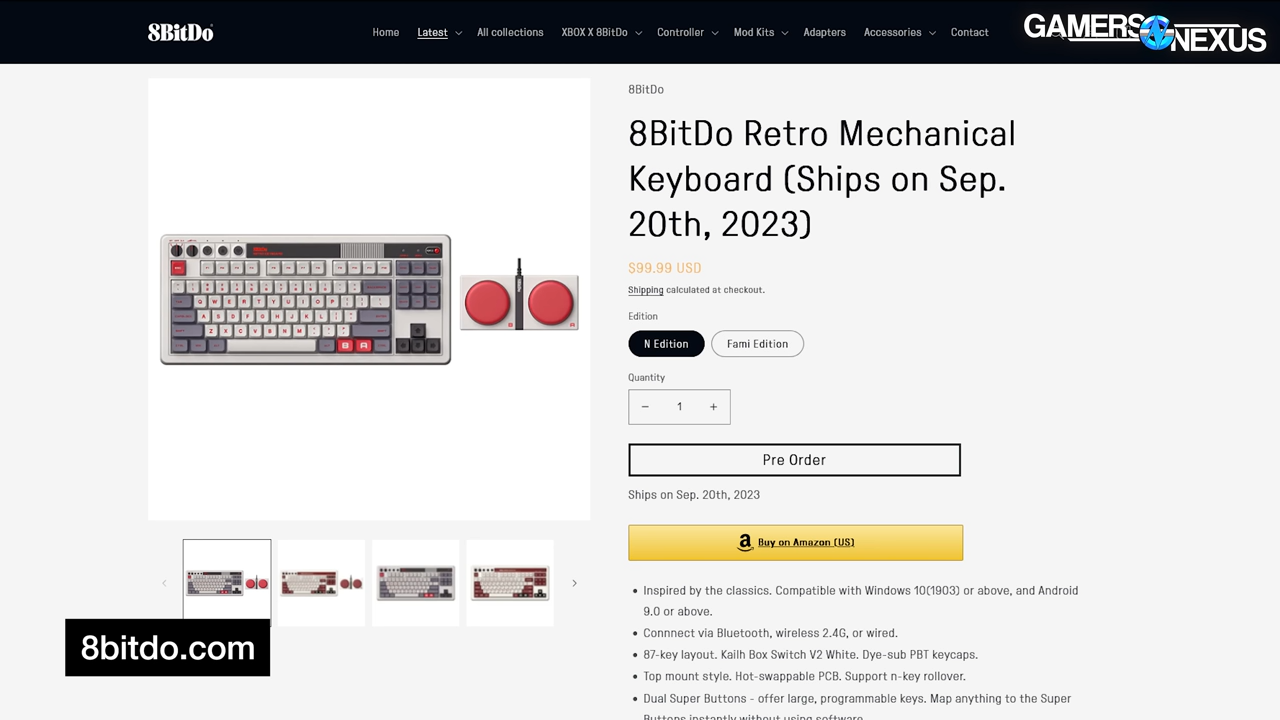 8BitDo
Home
Latest
All collections
XBOX X 8BitDo
Controller
Mod Kits
Adapters
Accessories
Contact
GAMERS NEXUS
8BitDo
8BitDo Retro Mechanical
Keyboard (Ships on Sep.
20th, 2023)
$99.99 USD
Shipping calculated at checkout.
Edition
N Edition
Fami Edition
Quantity
− 1 +
Pre Order
Ships on Sep. 20th, 2023
a Buy on Amazon (US)
• Inspired by the classics. Compatible with Windows 10(1903) or above, and Android
9.0 or above.
• Connnect via Bluetooth, wireless 2.4G, or wired.
• 87-key layout. Kailh Box Switch V2 White. Dye-sub PBT keycaps.
• Top mount style. Hot-swappable PCB. Support n-key rollover.
• Dual Super Buttons - offer large, programmable keys. Map anything to the Super
Buttons instantly without using software.
Q W E R T Y U I O P
A S D F G H J K L
Z X C V B N M
B A
B A
8bitdo.com